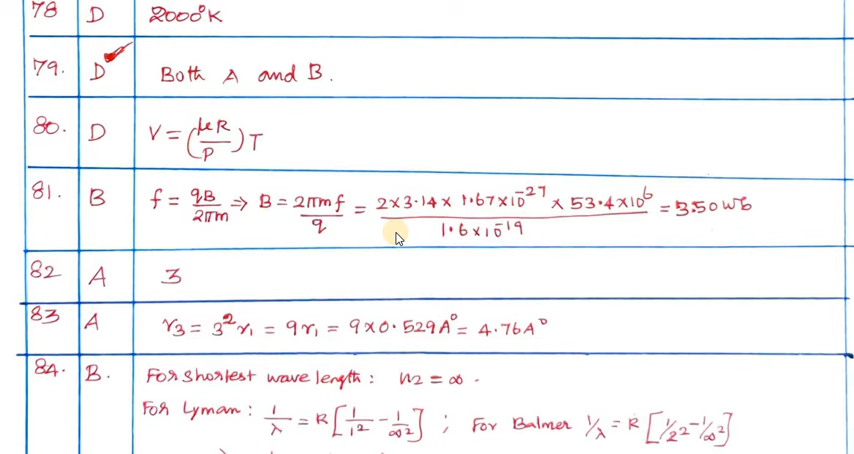 78 D 2000°K
79. D Both A and B.
80. D V = (μR/P) T
81. B f = qB/2πm ⇒ B = 2πmf/q = 2×3.14×1.67×10⁻²⁷ × 53.4×10⁶ / 1.6×10⁻¹⁹ = 3.50 Wb
82 A 3
83 A r₃ = 3²r₁ = 9r₁ = 9×0.529A° = 4.76A°
84. B. For shortest wave length : n₂ = ∞ .
For Lyman : 1/λ = R[1/1² − 1/∞²] ; For Balmer 1/λ = R[1/2² − 1/∞²]